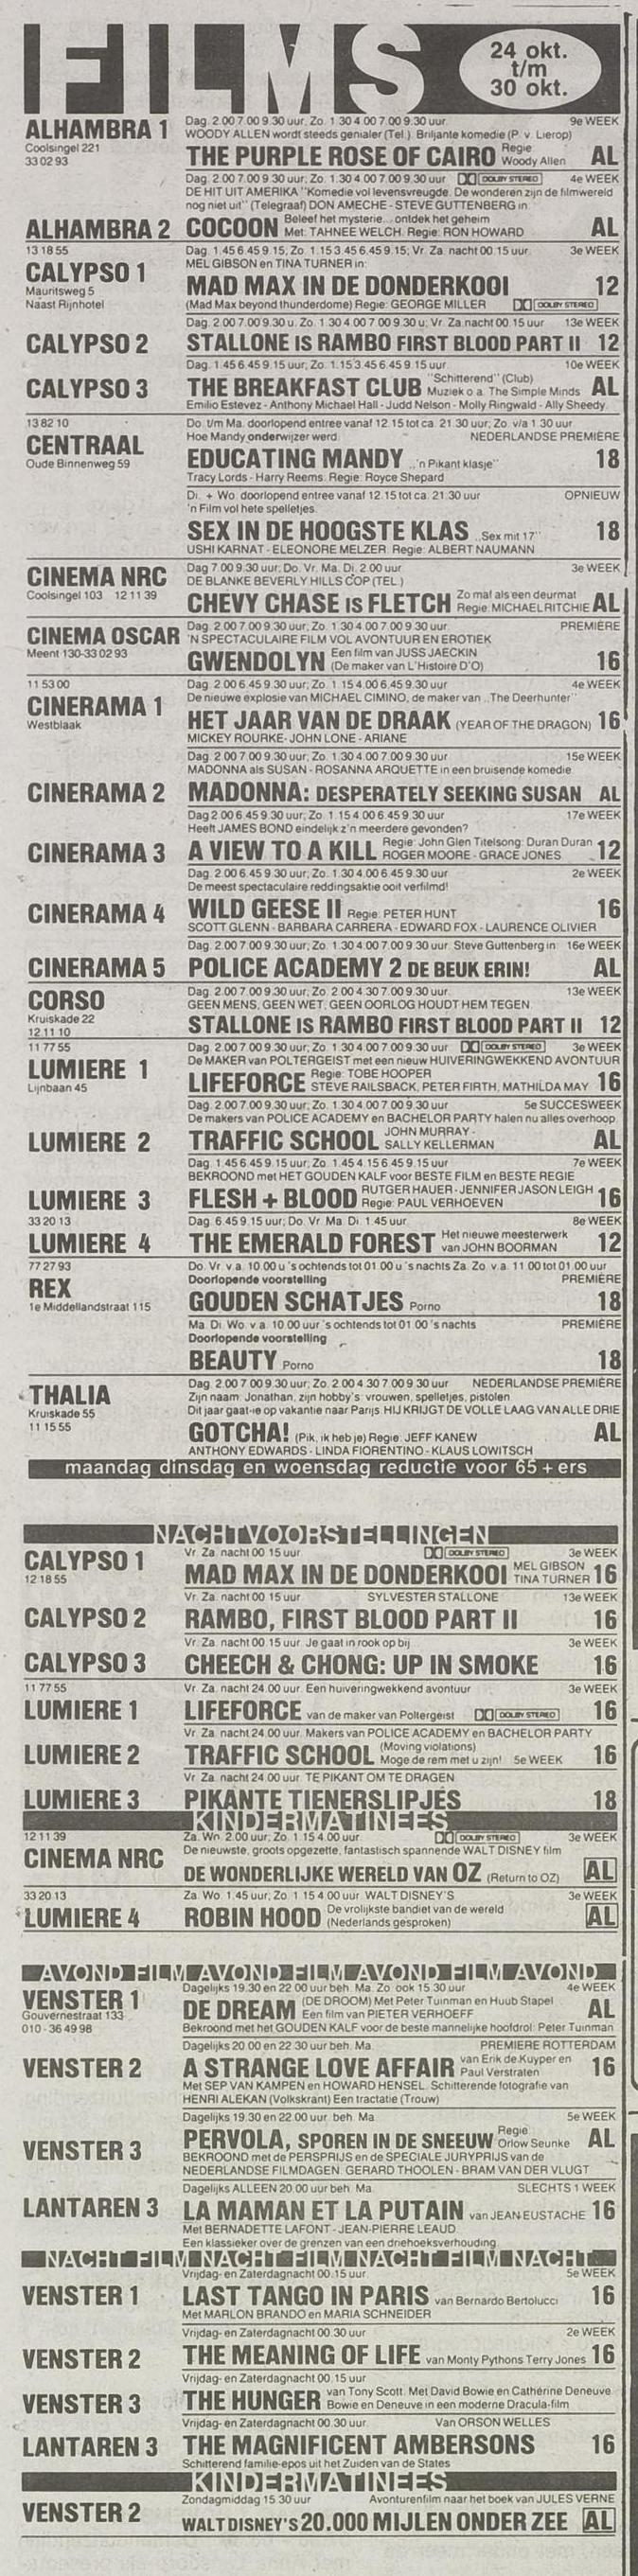 FILMS
24 okt.
t/m
30 okt.
ALHAMBRA 1
Coolsingel 221
33 02 93
Dag. 2.00 7.00 9.30 uur, Zo. 1.30 4.00 7.00 9.30 uur. 9e WEEK
WOODY ALLEN wordt steeds genialer (Tel.). Briljante komedie (P. v. Lierop)
THE PURPLE ROSE OF CAIRO Regie: Woody Allen AL
Dag. 2.00 7.00 9.30 uur; Zo. 1.30 4.00 7.00 9.30 uur DOLBY STEREO 4e WEEK
DE HIT UIT AMERIKA "Komedie vol levensvreugde. De wonderen zijn de filmwereld
nog niet uit" (Telegraaf) DON AMECHE - STEVE GUTTENBERG in:
ALHAMBRA 2 COCOON Beleef het mysterie... ontdek het geheim AL
Met: TAHNEE WELCH. Regie: RON HOWARD
13 18 55
CALYPSO 1
Mauritsweg 5
Naast Rijnhotel
Dag. 1.45 6.45 9.15; Zo. 1.15 3.45 6.45 9.15; Vr. Za. nacht 00.15 uur. 3e WEEK
MEL GIBSON en TINA TURNER in:
MAD MAX IN DE DONDERKOOI 12
(Mad Max beyond thunderdome) Regie: GEORGE MILLER DOLBY STEREO
Dag. 2.00 7.00 9.30 u. Zo. 1.30 4.00 7.00 9.30 u; Vr. Za nacht 00.15 uur 13e WEEK
CALYPSO 2 STALLONE IS RAMBO FIRST BLOOD PART II 12
Dag. 1.45 6.45 9.15 uur; Zo. 1.15 3.45 6.45 9.15 uur 10e WEEK
CALYPSO 3 THE BREAKFAST CLUB "Schitterend" (Club) AL
Muziek o.a. The Simple Minds
Emilio Estevez - Anthony Michael Hall - Judd Nelson - Molly Ringwald - Ally Sheedy
13 82 10
CENTRAAL
Oude Binnenweg 59
Do. t/m Ma. doorlopend entree vanaf 12.15 tot ca. 21.30 uur; Zo. v/a 1.30 uur
Hoe Mandy onderwijzer werd. NEDERLANDSE PREMIÈRE
EDUCATING MANDY ,,'n Pikant klasje" 18
Tracy Lords - Harry Reems. Regie: Royce Shepard
Di. + Wo. doorlopend entree vanaf 12.15 tot ca. 21.30 uur OPNIEUW
'n Film vol hete spelletjes.
SEX IN DE HOOGSTE KLAS ,,Sex mit 17" 18
USHI KARNAT - ELEONORE MELZER. Regie: ALBERT NAUMANN
CINEMA NRC
Coolsingel 103 12 11 39
Dag 7.00 9.30 uur; Do. Vr. Ma. Di. 2.00 uur. 3e WEEK
DE BLANKE BEVERLY HILLS COP (TEL.)
CHEVY CHASE IS FLETCH Zo mal als een deurmat AL
Regie: MICHAEL RITCHIE
CINEMA OSCAR
Meent 130-33 02 93
Dag. 2.00 7.00 9.30 uur; Zo. 1.30 4.00 7.00 9.30 uur. PREMIÈRE
'N SPECTACULAIRE FILM VOL AVONTUUR EN EROTIEK
GWENDOLYN Een film van JUSS JAECKIN 16
(De maker van L'Histoire D'O)
11 53 00
CINERAMA 1
Westblaak
Dag. 2.00 6.45 9.30 uur; Zo. 1.15 4.00 6.45 9.30 uur 4e WEEK
De nieuwe explosie van MICHAEL CIMINO, de maker van ,,The Deerhunter"
HET JAAR VAN DE DRAAK (YEAR OF THE DRAGON) 16
MICKEY ROURKE - JOHN LONE - ARIANE
Dag. 2.00 7.00 9.30 uur; Zo. 1.30 4.00 7.00 9.30 uur 15e WEEK
MADONNA als SUSAN - ROSANNA ARQUETTE in een bruisende komedie
CINERAMA 2 MADONNA: DESPERATELY SEEKING SUSAN AL
Dag 2.00 6.45 9.30 uur; Zo. 1.15 4.00 6.45 9.30 uur 17e WEEK
Heeft JAMES BOND eindelijk z'n meerdere gevonden?
CINERAMA 3 A VIEW TO A KILL Regie: John Glen Titelsong: Duran Duran 12
ROGER MOORE - GRACE JONES
Dag. 2.00 6.45 9.30 uur; Zo. 1.30 4.00 6.45 9.30 uur 2e WEEK
De meest spectaculaire reddingsaktie ooit verfilmd!
CINERAMA 4 WILD GEESE II Regie: PETER HUNT 16
SCOTT GLENN - BARBARA CARRERA - EDWARD FOX - LAURENCE OLIVIER
Dag. 2.00 7.00 9.30 uur; Zo. 1.30 4.00 7.00 9.30 uur Steve Guttenberg in 16e WEEK
CINERAMA 5 POLICE ACADEMY 2 DE BEUK ERIN! AL
CORSO
Kruiskade 22
12 11 10
Dag. 2.00 7.00 9.30 uur, Zo. 2.00 4.30 7.00 9.30 uur. 13e WEEK
GEEN MENS, GEEN WET, GEEN OORLOG HOUDT HEM TEGEN.
STALLONE IS RAMBO FIRST BLOOD PART II 12
11 77 55
LUMIERE 1
Lijnbaan 45
Dag. 2.00 7.00 9.30 uur; Zo. 1.30 4.00 7.00 9.30 uur DOLBY STEREO 3e WEEK
De MAKER van POLTERGEIST met een nieuw HUIVERINGWEKKEND AVONTUUR
LIFEFORCE Regie: TOBE HOOPER 16
STEVE RAILSBACK, PETER FIRTH, MATHILDA MAY
Dag. 2.00 7.00 9.30 uur; Zo. 1.30 4.00 7.00 9.30 uur 5e SUCCESWEEK
De makers van POLICE ACADEMY en BACHELOR PARTY halen nu alles overhoop
LUMIERE 2 TRAFFIC SCHOOL JOHN MURRAY - AL
SALLY KELLERMAN
Dag. 1.45 6.45 9.15 uur; Zo. 1.45 4.15 6.45 9.15 uur 7e WEEK
BEKROOND met HET GOUDEN KALF voor BESTE FILM en BESTE REGIE
LUMIERE 3 FLESH + BLOOD RUTGER HAUER - JENNIFER JASON LEIGH 16
Regie: PAUL VERHOEVEN
33 20 13
Dag. 6.45 9.15 uur; Do. Vr. Ma. Di. 1.45 uur. 8e WEEK
LUMIERE 4 THE EMERALD FOREST Het nieuwe meesterwerk 12
van JOHN BOORMAN
77 27 93
REX
1e Middellandstraat 115
Do. Vr. v.a. 10.00 u 's ochtends tot 01.00 u 's nachts Za. Zo. v.a. 11.00 tot 01.00 uur
Doorlopende voorstelling PREMIÈRE
GOUDEN SCHATJES Porno 18
Ma. Di. Wo. v.a. 10.00 uur 's ochtends tot 01.00 's nachts PREMIÈRE
Doorlopende voorstelling
BEAUTY Porno 18
THALIA
Kruiskade 55
11 15 55
Dag. 2.00 7.00 9.30 uur; Zo. 2.00 4.30 7.00 9.30 uur NEDERLANDSE PREMIÈRE
Zijn naam: Jonathan, zijn hobby's: vrouwen, spelletjes, pistolen
Dit jaar gaat-ie op vakantie naar Parijs. HIJ KRIJGT DE VOLLE LAAG VAN ALLE DRIE
GOTCHA! (Pik, ik heb je) Regie: JEFF KANEW AL
ANTHONY EDWARDS - LINDA FIORENTINO - KLAUS LOWITSCH
maandag dinsdag en woensdag reductie voor 65+ers
NACHTVOORSTELLINGEN
CALYPSO 1
12 18 55
Vr. Za. nacht 00.15 uur DOLBY STEREO 3e WEEK
MAD MAX IN DE DONDERKOOI MEL GIBSON TINA TURNER 16
Vr. Za. nacht 00.15 uur SYLVESTER STALLONE 13e WEEK
CALYPSO 2 RAMBO, FIRST BLOOD PART II 16
Vr. Za. nacht 00.15 uur. Je gaat in rook op bij 3e WEEK
CALYPSO 3 CHEECH & CHONG: UP IN SMOKE 16
11 77 55 Vr. Za. nacht 24.00 uur. Een huiveringwekkend avontuur 3e WEEK
LUMIERE 1 LIFEFORCE van de maker van Poltergeist DOLBY STEREO 16
Vr. Za. nacht 24.00 uur. Makers van POLICE ACADEMY en BACHELOR PARTY
LUMIERE 2 TRAFFIC SCHOOL (Moving violations) 16
Moge de rem met u zijn! 5e WEEK
Vr. Za. nacht 24.00 uur. TE PIKANT OM TE DRAGEN
LUMIERE 3 PIKANTE TIENERSLIPJES 18
KINDERMATINEES
12 11 39
CINEMA NRC
Za. Wo. 2.00 uur; Zo. 1.15 4.00 uur. DOLBY STEREO 3e WEEK
De nieuwste, groots opgezette, fantastisch spannende WALT DISNEY film
DE WONDERLIJKE WERELD VAN OZ (Return to OZ) AL
33 20 13 Za. Wo. 1.45 uur; Zo. 1.15 4.00 uur. WALT DISNEY'S 3e WEEK
LUMIERE 4 ROBIN HOOD De vrolijkste bandiet van de wereld AL
(Nederlands gesproken)
AVOND FILM AVOND FILM AVOND FILM AVOND
VENSTER 1
Gouvernestraat 133
010 - 36 49 98
Dagelijks 19.30 en 22.00 uur beh. Ma. Zo. ook 15.30 uur 4e WEEK
DE DREAM (DE DROOM) Met Peter Tuinman en Huub Stapel AL
Een film van PIETER VERHOEFF
Bekroond met het GOUDEN KALF voor de beste mannelijke hoofdrol: Peter Tuinman
Dagelijks 20.00 en 22.30 uur beh. Ma. PREMIERE ROTTERDAM
VENSTER 2 A STRANGE LOVE AFFAIR van Erik de Kuyper en 16
Paul Verstraten
Met SEP VAN KAMPEN en HOWARD HENSEL. Schitterende fotografie van
HENRI ALEKAN (Volkskrant) Een tractatie (Trouw)
Dagelijks 19.30 en 22.00 uur. beh. Ma. 5e WEEK
VENSTER 3 PERVOLA, SPOREN IN DE SNEEUW Regie: Orlow Seunke AL
BEKROOND met de PERSPRIJS en de SPECIALE JURYPRIJS van de
NEDERLANDSE FILMDAGEN. GERARD THOOLEN - BRAM VAN DER VLUGT
Dagelijks ALLEEN 20.00 uur beh. Ma. SLECHTS 1 WEEK
LANTAREN 3 LA MAMAN ET LA PUTAIN van JEAN EUSTACHE 16
Met BERNADETTE LAFONT - JEAN-PIERRE LEAUD.
Een klassieker over de grenzen van een driehoeksverhouding.
NACHT FILM NACHT FILM NACHT FILM NACHT
Vrijdag- en Zaterdagnacht 00.15 uur 5e WEEK
VENSTER 1 LAST TANGO IN PARIS van Bernardo Bertolucci 16
Met MARLON BRANDO en MARIA SCHNEIDER
Vrijdag- en Zaterdagnacht 00.30 uur 2e WEEK
VENSTER 2 THE MEANING OF LIFE van Monty Pythons Terry Jones 16
Vrijdag- en Zaterdagnacht 00.15 uur
VENSTER 3 THE HUNGER van Tony Scott. Met David Bowie en Cathérine Deneuve.
Bowie en Deneuve in een moderne Dracula-film
Vrijdag- en Zaterdagnacht 00.30 uur. Van ORSON WELLES
LANTAREN 3 THE MAGNIFICENT AMBERSONS 16
Schitterend familie-epos uit het Zuiden van de States
KINDERMATINEES
Zondagmiddag 15.30 uur Avonturenfilm naar het boek van JULES VERNE
VENSTER 2 WALT DISNEY'S 20.000 MIJLEN ONDER ZEE AL